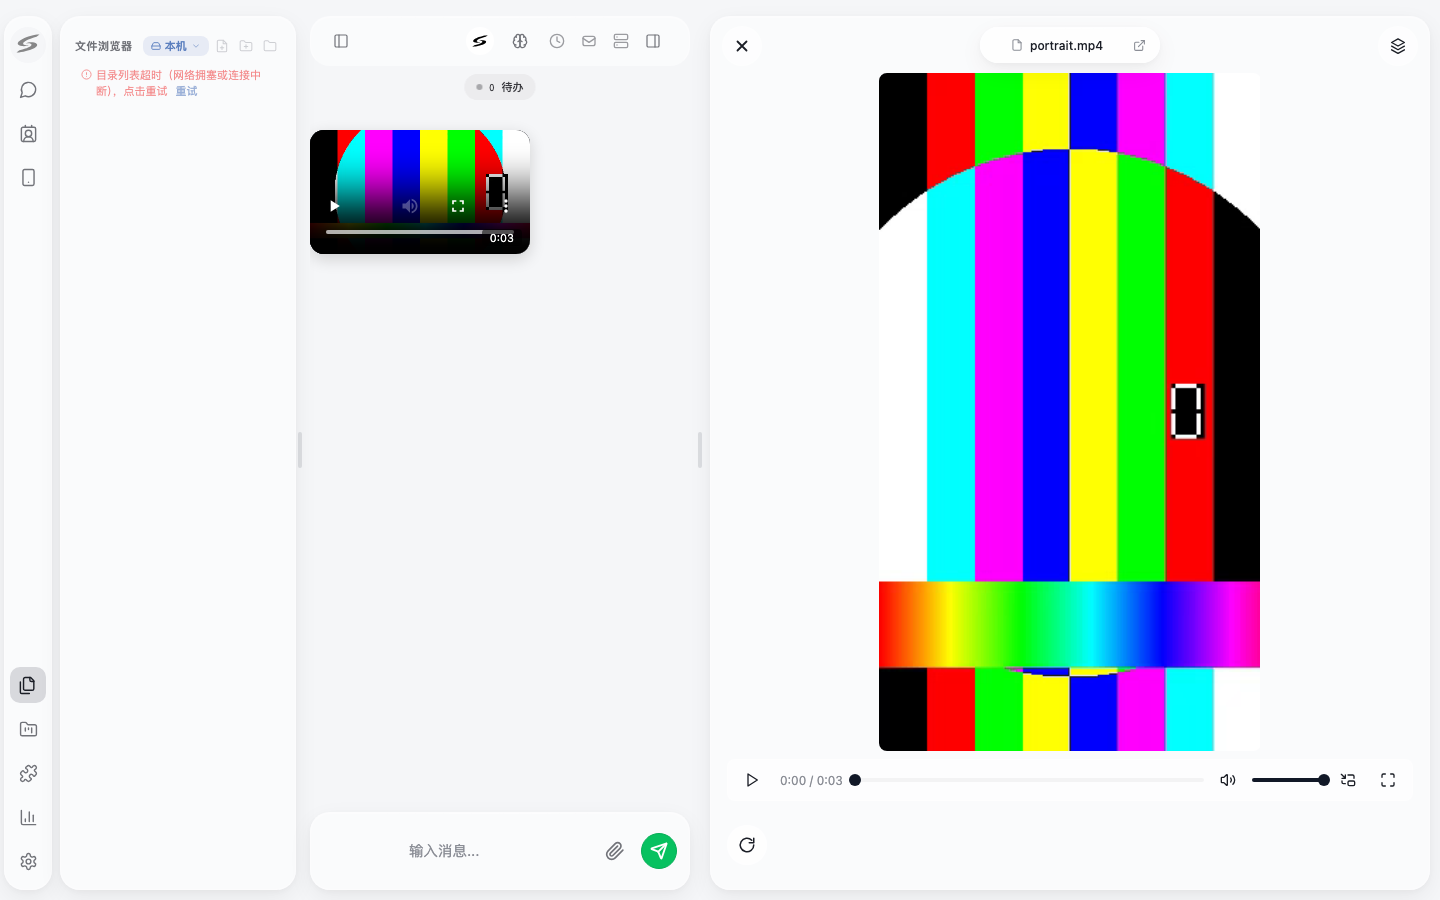 文件浏览器
本机
目录列表超时（网络拥塞或连接中
断），点击重试 重试
0 待办
0:03
输入消息...
portrait.mp4
0
0:00 / 0:03